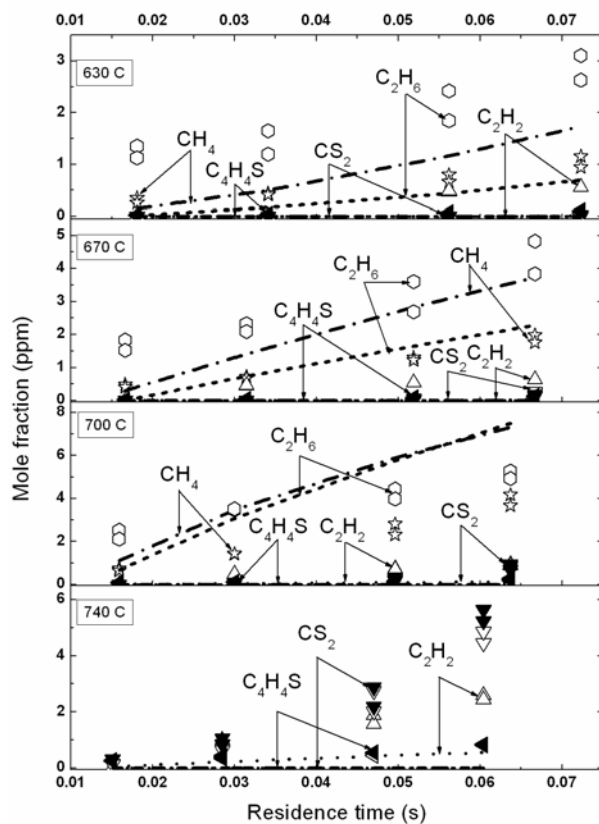 0.01 0.02 0.03 0.04 0.05 0.06 0.07
630 C
3
2
1
0
CH4
C4H4S
CS2
C2H6
C2H2
670 C
5
4
3
2
1
0
C4H4S
C2H6
CH4
CS2
C2H2
700 C
8
6
4
2
0
CH4
C2H6
C4H4S
C2H2
CS2
740 C
6
4
2
0
C4H4S
CS2
C2H2
Mole fraction (ppm)
0.01 0.02 0.03 0.04 0.05 0.06 0.07
Residence time (s)